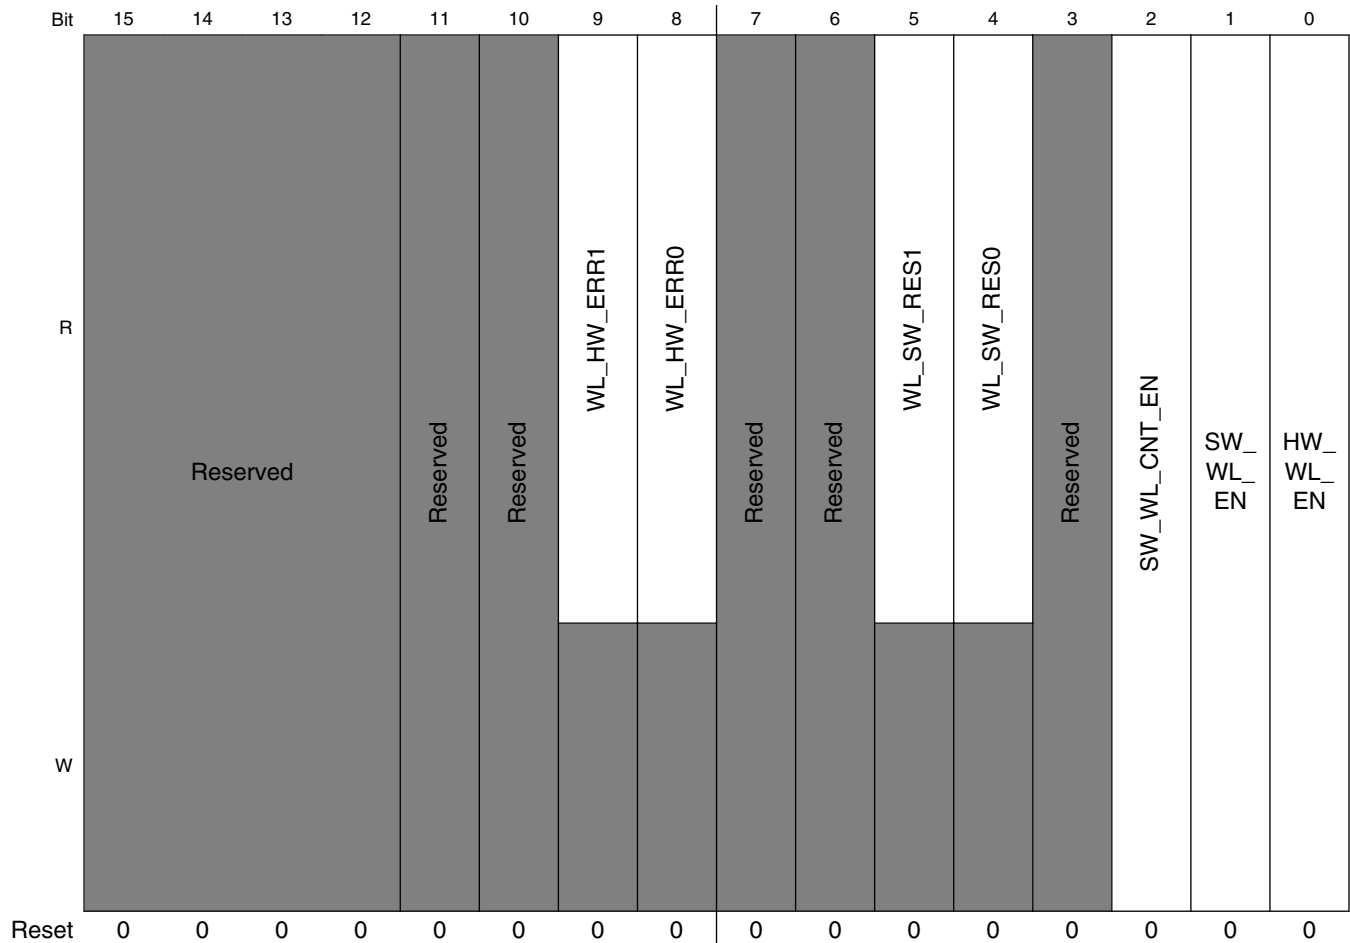 Bit 15 14 13 12 11 10 9 8 7 6 5 4 3 2 1 0
R
W
Reserved
Reserved
Reserved
WL_HW_ERR1
WL_HW_ERR0
Reserved
Reserved
WL_SW_RES1
WL_SW_RES0
Reserved
SW_WL_CNT_EN
SW_
WL_
EN
HW_
WL_
EN
Reset 0 0 0 0 0 0 0 0 0 0 0 0 0 0 0 0